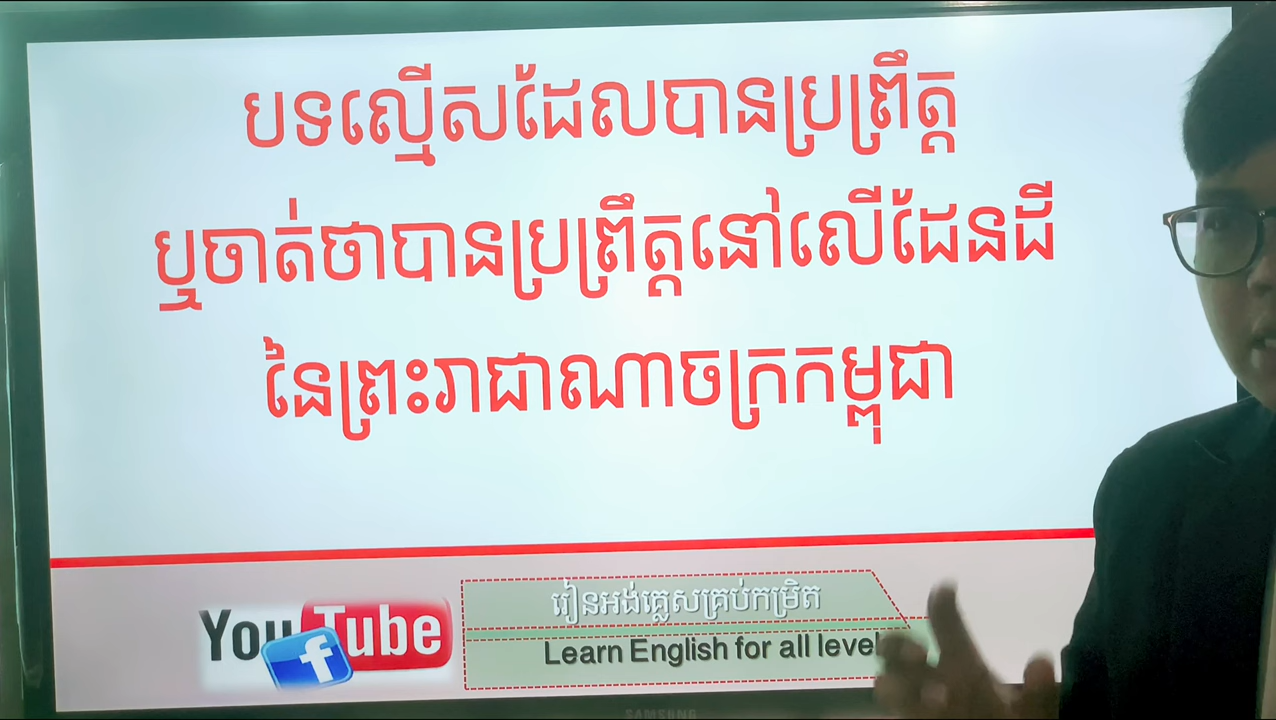 បទល្មើសដែលបានប្រព្រឹត្ត
ឬចាត់ថាបានប្រព្រឹត្តនៅលើដែនដី
នៃព្រះរាជាណាចក្រកម្ពុជា
YouTube
f
រៀនអង់គ្លេសគ្រប់កម្រិត
Learn English for all level
SAMSUNG